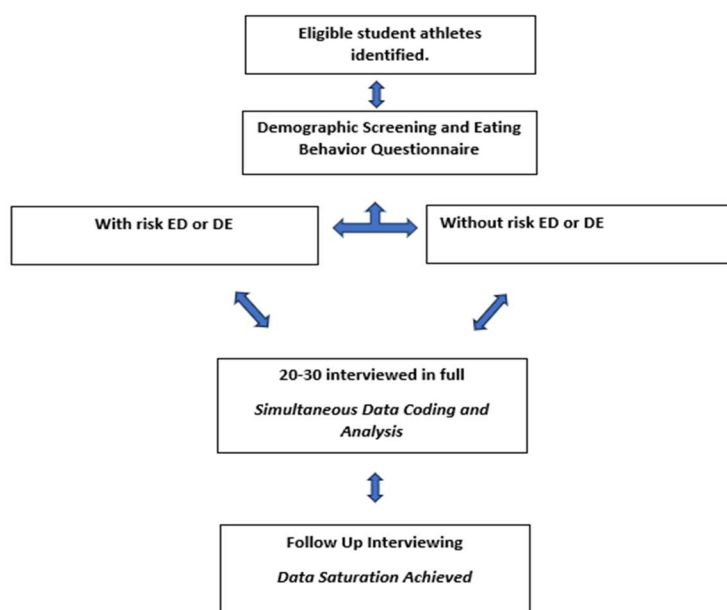 Eligible student athletes
identified.
Demographic Screening and Eating
Behavior Questionnaire
With risk ED or DE
Without risk ED or DE
20-30 interviewed in full
Simultaneous Data Coding and
Analysis
Follow Up Interviewing
Data Saturation Achieved